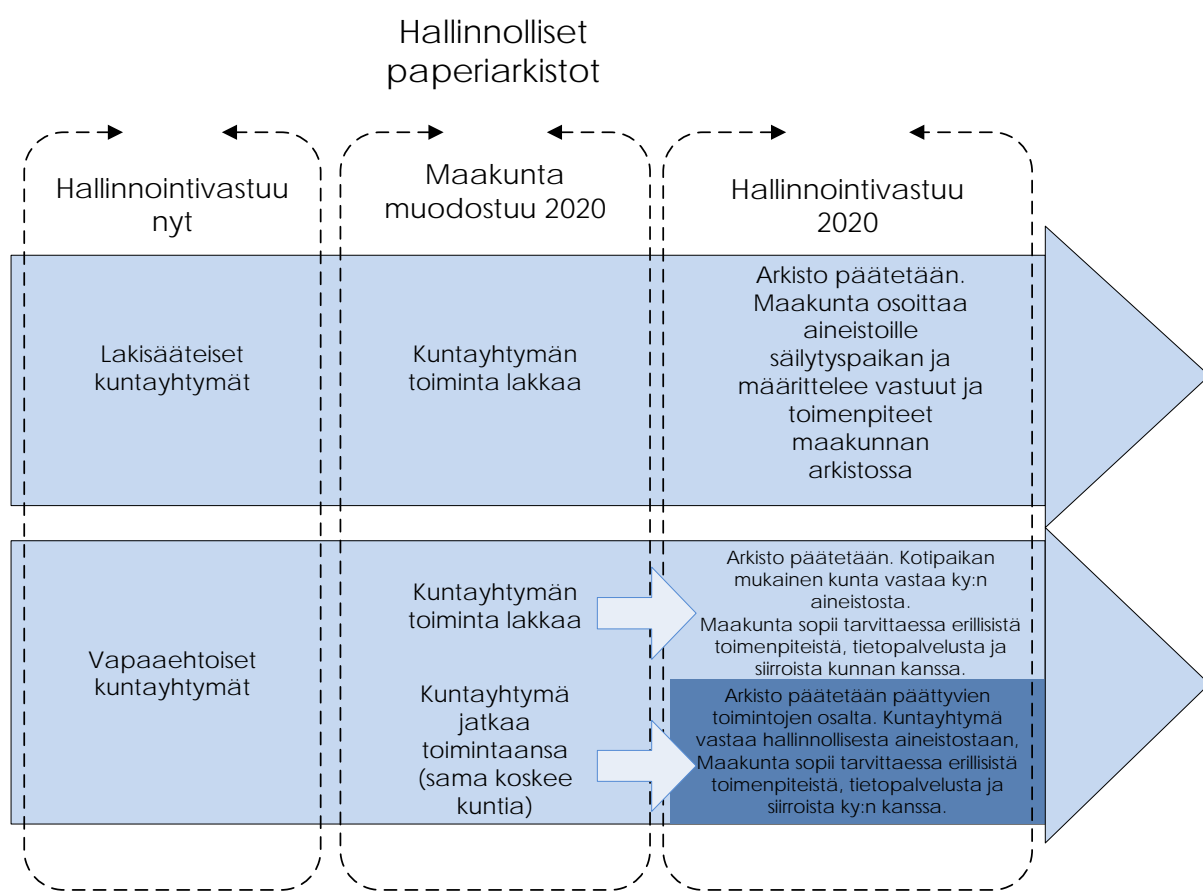 Hallinnolliset
paperiarkistot
Hallinnointivastuu
nyt
Maakunta
muodostuu 2020
Hallinnointivastuu
2020
Lakisääteiset
kuntayhtymät
Kuntayhtymän
toiminta lakkaa
Arkisto päätetään.
Maakunta osoittaa
aineistoille
säilytyspaikan ja
määrittelee vastuut ja
toimenpiteet
maakunnan
arkistossa
Vapaaehtoiset
kuntayhtymät
Kuntayhtymän
toiminta lakkaa
Arkisto päätetään. Kotipaikan
mukainen kunta vastaa ky:n
aineistosta.
Maakunta sopii tarvittaessa erillisistä
toimenpiteistä, tietopalvelusta ja
siirroista kunnan kanssa.
Kuntayhtymä
jatkaa
toimintaansa
(sama koskee
kuntia)
Arkisto päätetään päättyvien
toimintojen osalta. Kuntayhtymä
vastaa hallinnollisesta aineistostaan,
Maakunta sopii tarvittaessa erillisistä
toimenpiteistä, tietopalvelusta ja
siirroista ky:n kanssa.